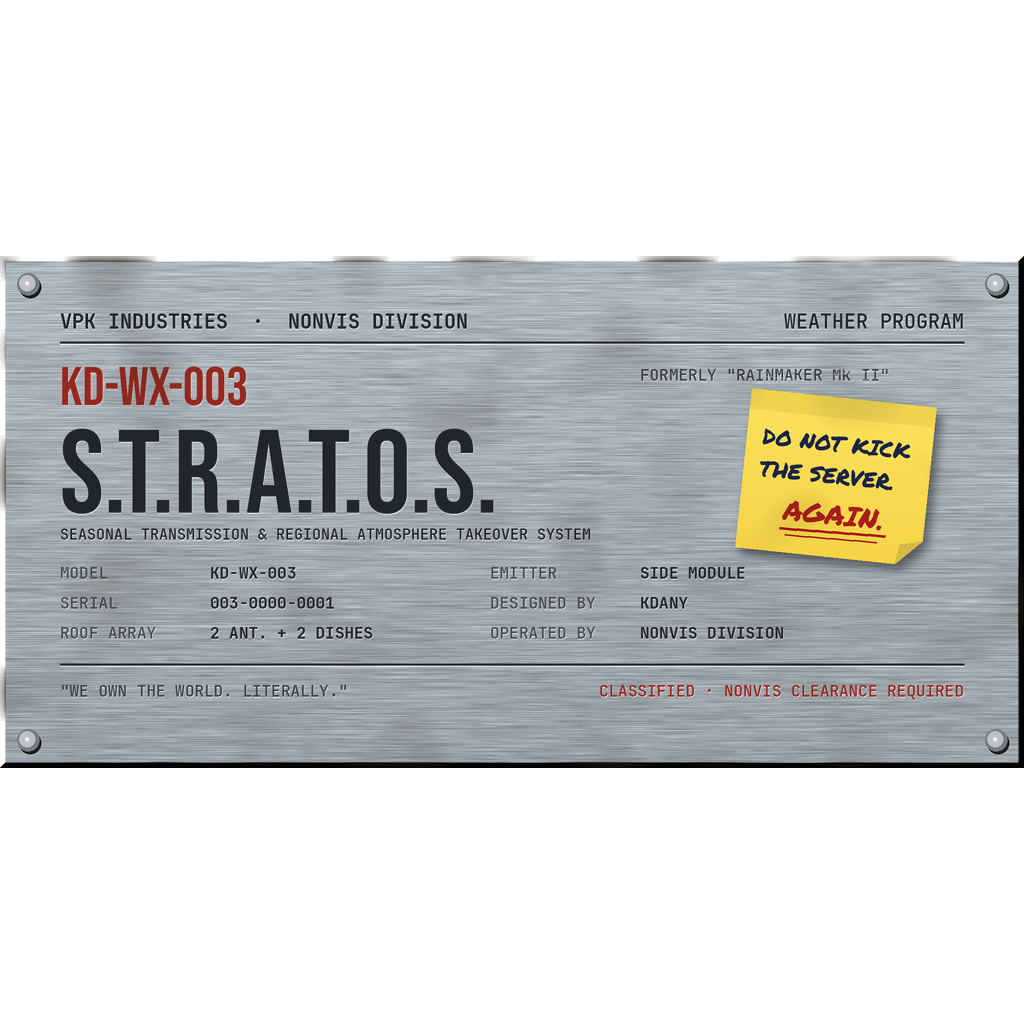 VPK INDUSTRIES · NONVIS DIVISION
WEATHER PROGRAM
KD-WX-003
FORMERLY "RAINMAKER Mk II"
S.T.R.A.T.O.S.
SEASONAL TRANSMISSION & REGIONAL ATMOSPHERE TAKEOVER SYSTEM
DO NOT KICK
THE SERVER.
AGAIN.
MODEL KD-WX-003 EMITTER SIDE MODULE
SERIAL 003-0000-0001 DESIGNED BY KDANY
ROOF ARRAY 2 ANT. + 2 DISHES OPERATED BY NONVIS DIVISION
"WE OWN THE WORLD. LITERALLY."
CLASSIFIED · NONVIS CLEARANCE REQUIRED